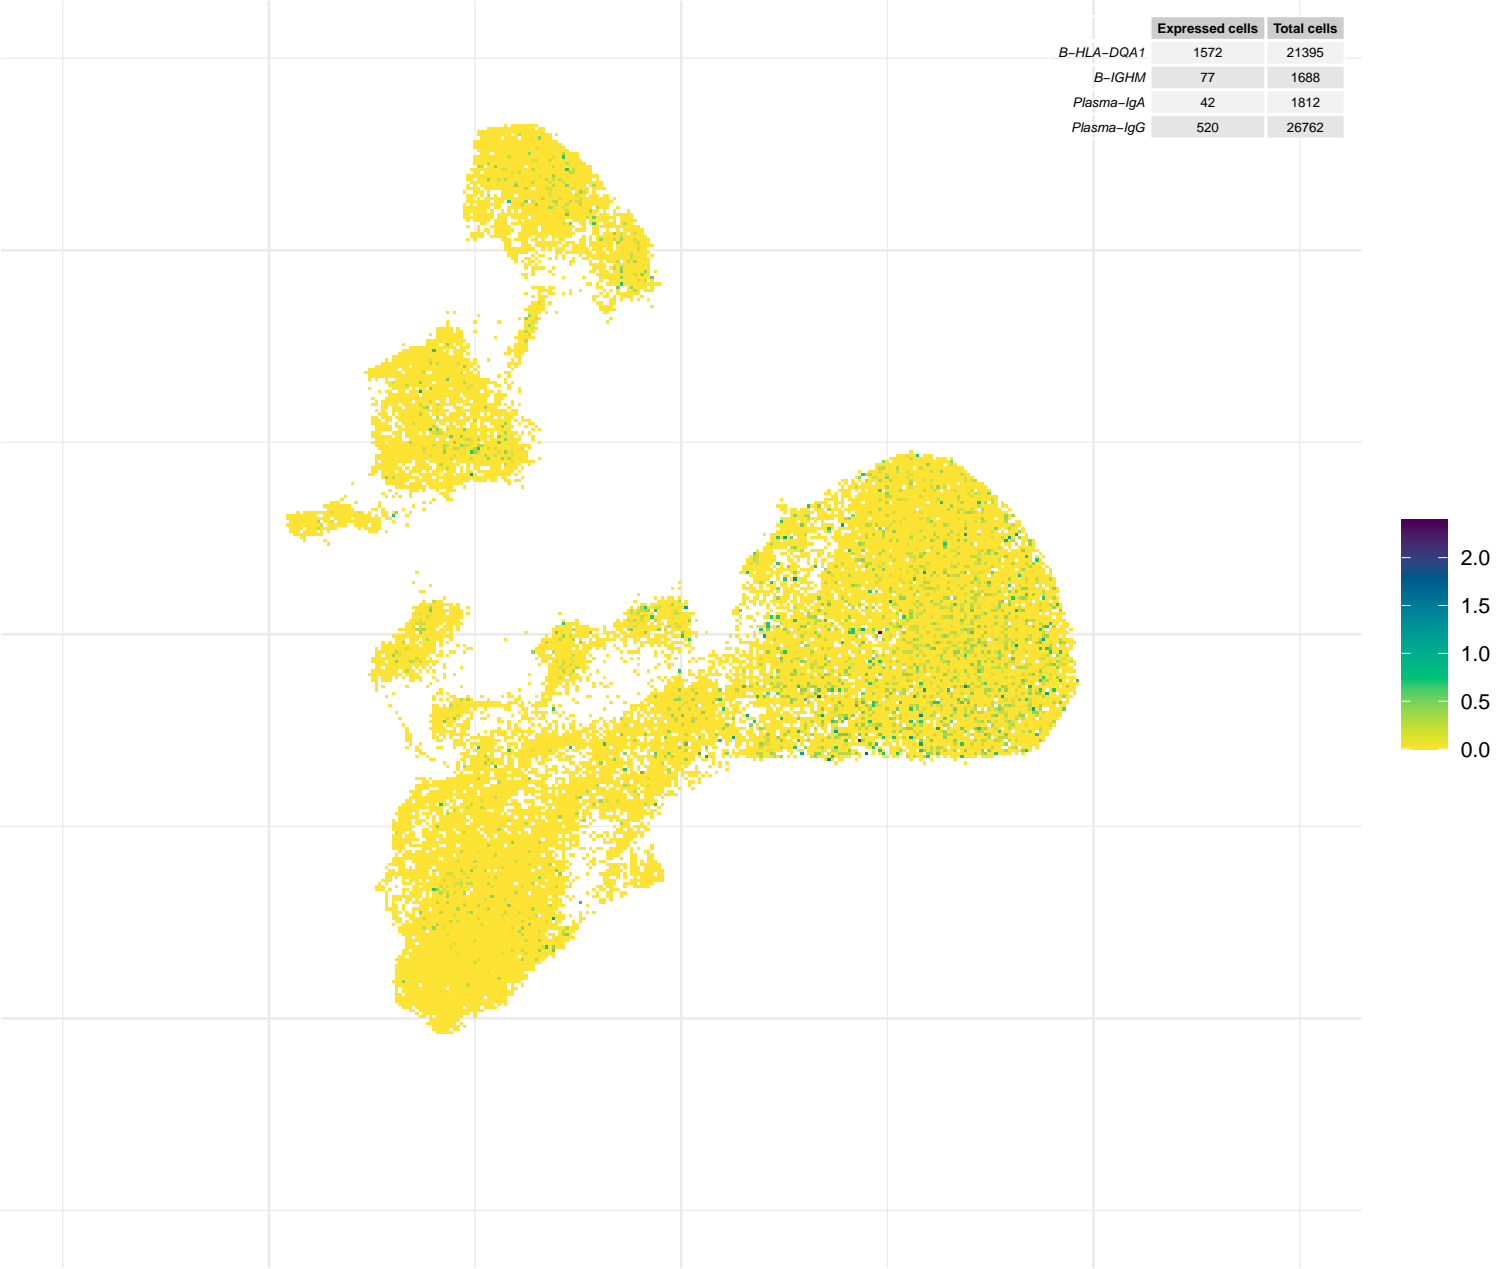 Expressed cells Total cells
B−HLA−DQA1 1572 21395
B−IGHM 77 1688
Plasma−IgA 42 1812
Plasma−IgG 520 26762
2.0
1.5
1.0
0.5
0.0